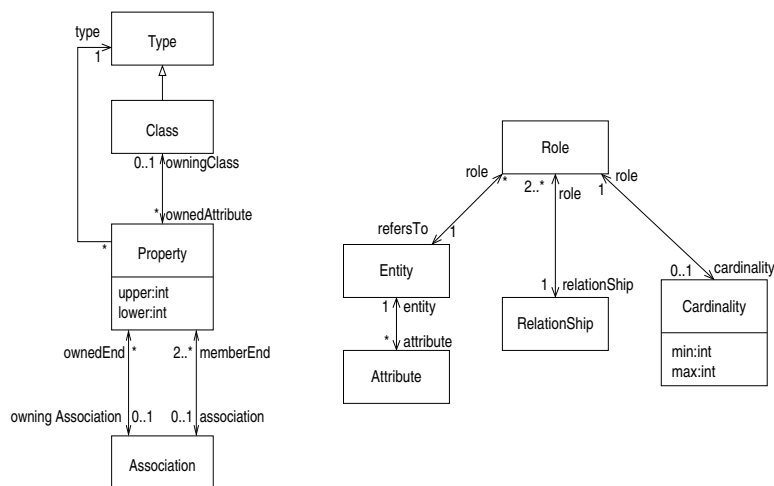 type
1
Type
Class
0..1 owningClass
* ownedAttribute
*
Property
upper:int
lower:int
ownedEnd * 2..* memberEnd
owning Association 0..1 0..1 association
Association
Role
role * 2..* role 1 role
refersTo 1
Entity
1 entity
* attribute
Attribute
1 relationShip
RelationShip
0..1 cardinality
Cardinality
min:int
max:int